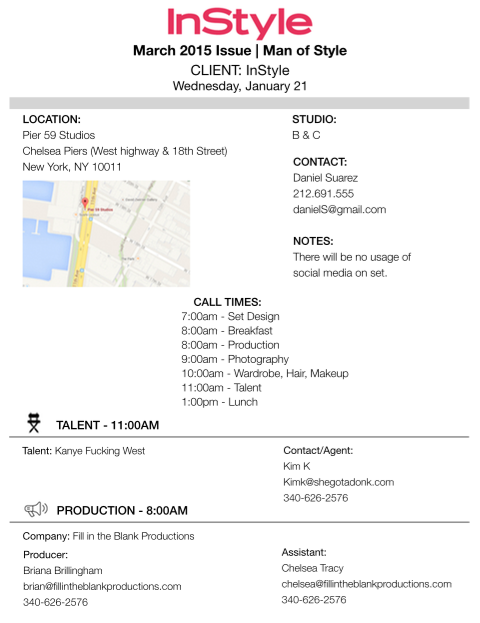 InStyle
March 2015 Issue | Man of Style
CLIENT: InStyle
Wednesday, January 21
LOCATION:
Pier 59 Studios
Chelsea Piers (West highway & 18th Street)
New York, NY 10011
Pier 59 Studios
STUDIO:
B & C
CONTACT:
Daniel Suarez
212.691.555
danielS@gmail.com
NOTES:
There will be no usage of
social media on set.
CALL TIMES:
7:00am - Set Design
8:00am - Breakfast
8:00am - Production
9:00am - Photography
10:00am - Wardrobe, Hair, Makeup
11:00am - Talent
1:00pm - Lunch
TALENT - 11:00AM
Talent: Kanye Fucking West
Contact/Agent:
Kim K
Kimk@shegotadonk.com
340-626-2576
PRODUCTION - 8:00AM
Company: Fill in the Blank Productions
Producer:
Briana Brillingham
brian@fillintheblankproductions.com
340-626-2576
Assistant:
Chelsea Tracy
chelsea@fillintheblankproductions.com
340-626-2576